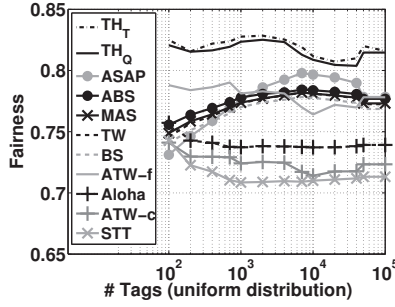 0.85
0.8
0.75
0.7
0.65
Fairness
TH_T
TH_Q
ASAP
ABS
MAS
TW
BS
ATW-f
Aloha
ATW-c
STT
10^2
10^3
10^4
10^5
# Tags (uniform distribution)